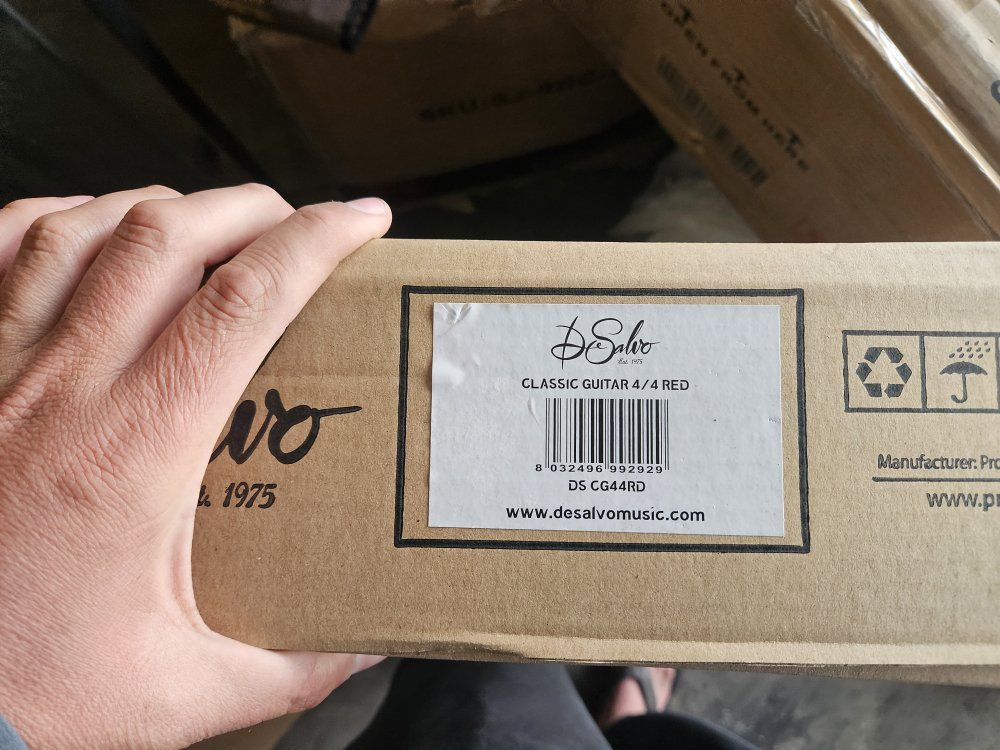 DeSalvo
Est. 1975
CLASSIC GUITAR 4/4 RED
8 032496 992929
DS CG44RD
www.desalvomusic.com
lvo
t. 1975
Manufacturer: Pro
www.pr